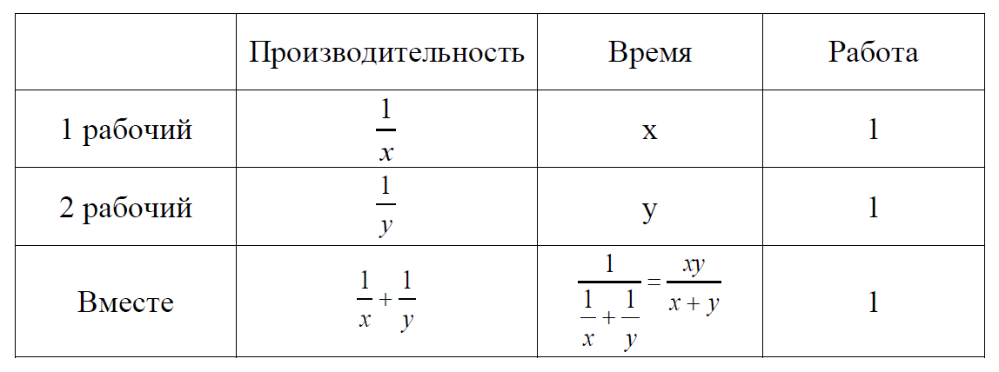 Производительность Время Работа
1 рабочий 1/x x 1
2 рабочий 1/y y 1
Вместе 1/x + 1/y 1/(1/x + 1/y) = xy/(x + y) 1